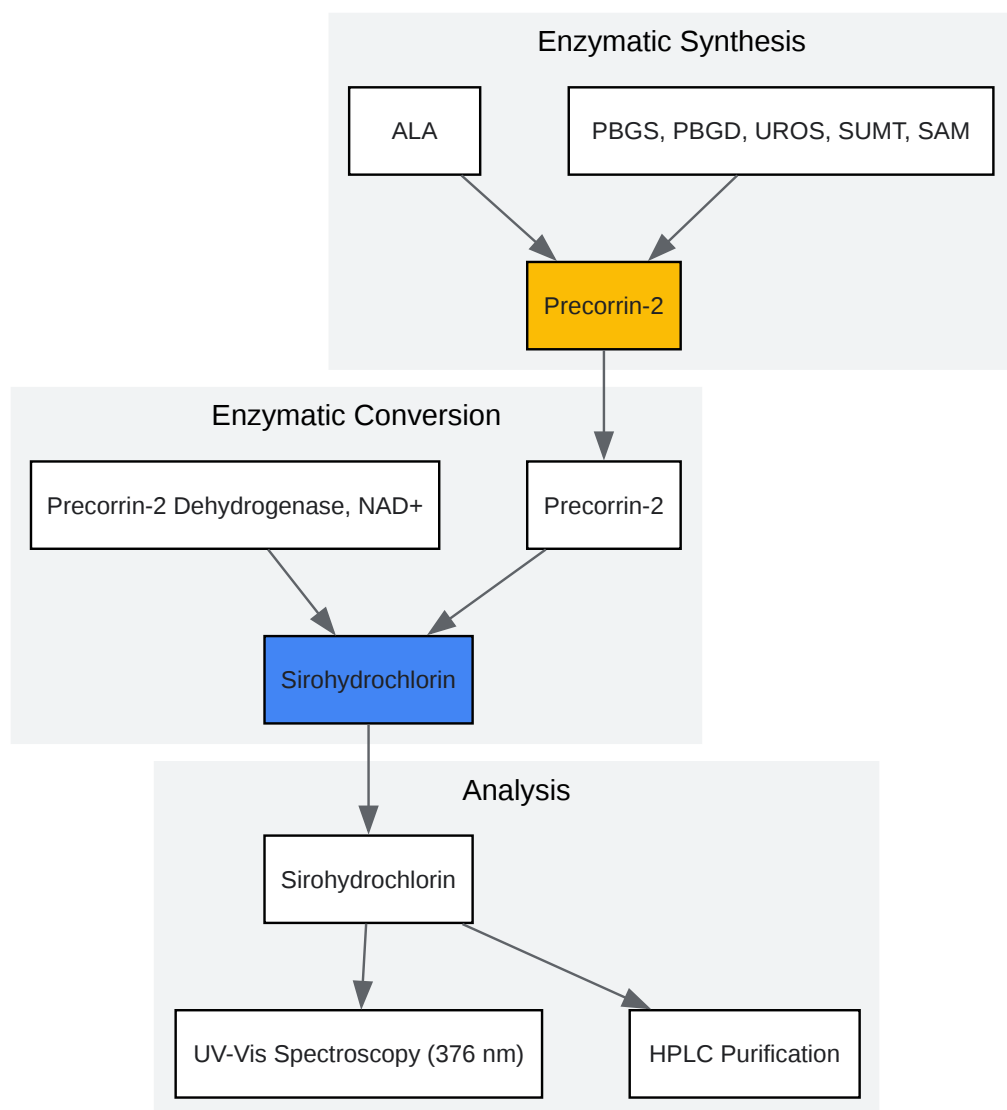 Enzymatic Synthesis
ALA
PBGS, PBGD, UROS, SUMT, SAM
Precorrin-2
Enzymatic Conversion
Precorrin-2 Dehydrogenase, NAD+
Precorrin-2
Sirohydrochlorin
Analysis
Sirohydrochlorin
UV-Vis Spectroscopy (376 nm)
HPLC Purification